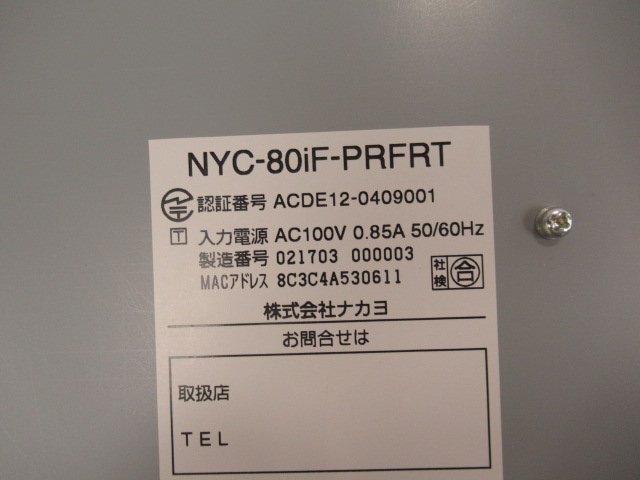 NYC-80iF-PRFRT
認証番号 ACDE12-0409001
T 入力電源 AC100V 0.85A 50/60Hz
製造番号 021703 000003
MACアドレス 8C3C4A530611
社検 合
株式会社ナカヨ
お問合せは
取扱店
TEL